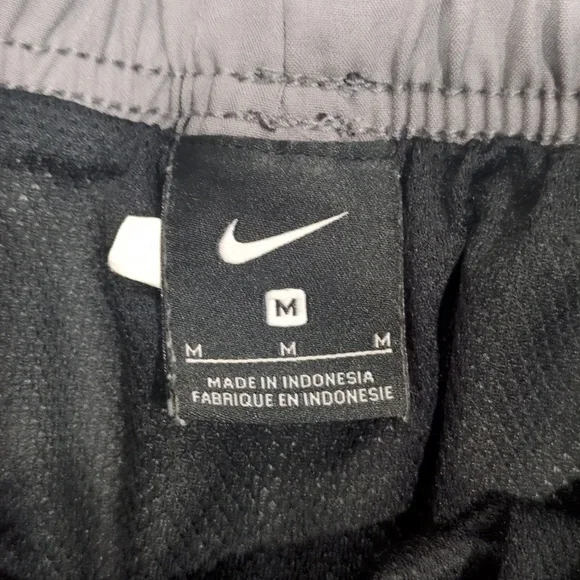 M
M M M
MADE IN INDONESIA
FABRIQUE EN INDONESIE